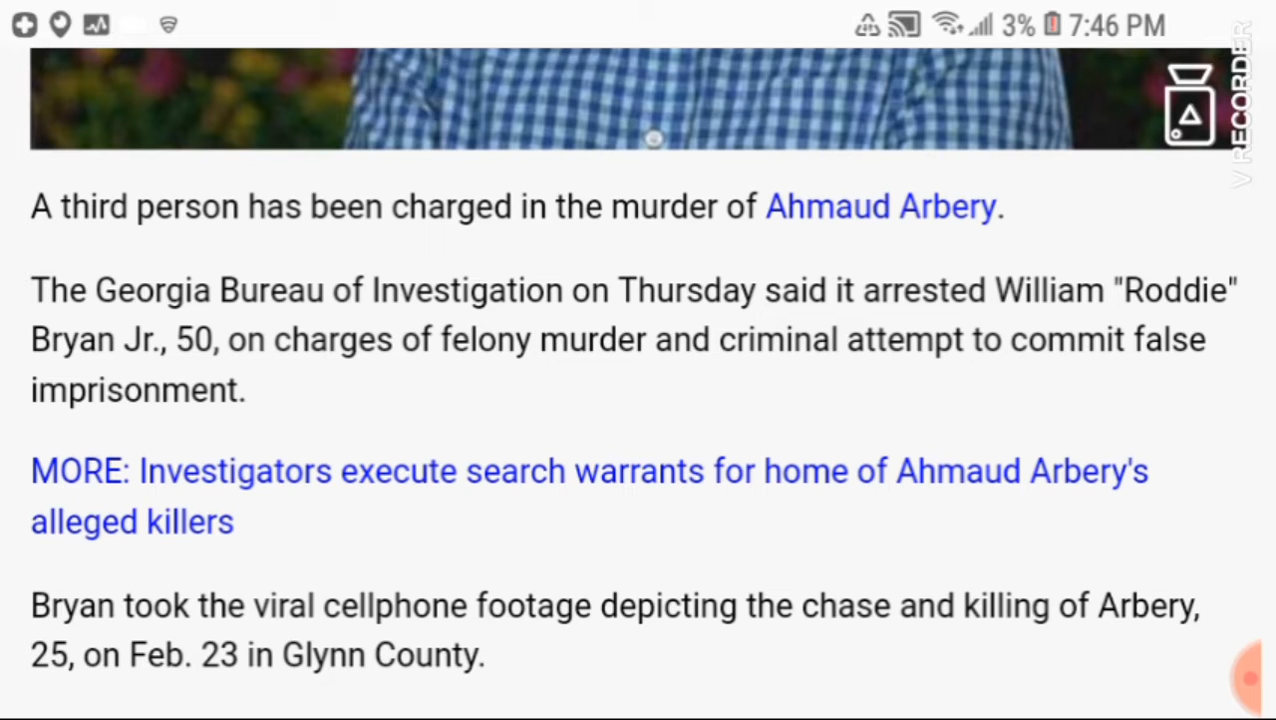 3% 7:46 PM
V RECORDER
A third person has been charged in the murder of Ahmaud Arbery.
The Georgia Bureau of Investigation on Thursday said it arrested William "Roddie"
Bryan Jr., 50, on charges of felony murder and criminal attempt to commit false
imprisonment.
MORE: Investigators execute search warrants for home of Ahmaud Arbery's
alleged killers
Bryan took the viral cellphone footage depicting the chase and killing of Arbery,
25, on Feb. 23 in Glynn County.